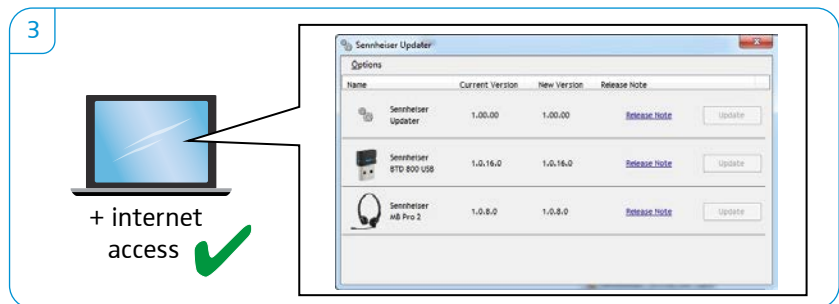 3
Sennheiser Updater
Options
Name Current Version New Version Release Note
Sennheiser
Updater 1.00.00 1.00.00 Release Note Update
Sennheiser
BTD 800 USB 1.0.16.0 1.0.16.0 Release Note Update
Sennheiser
MB Pro 2 1.0.8.0 1.0.8.0 Release Note Update
+ internet
access